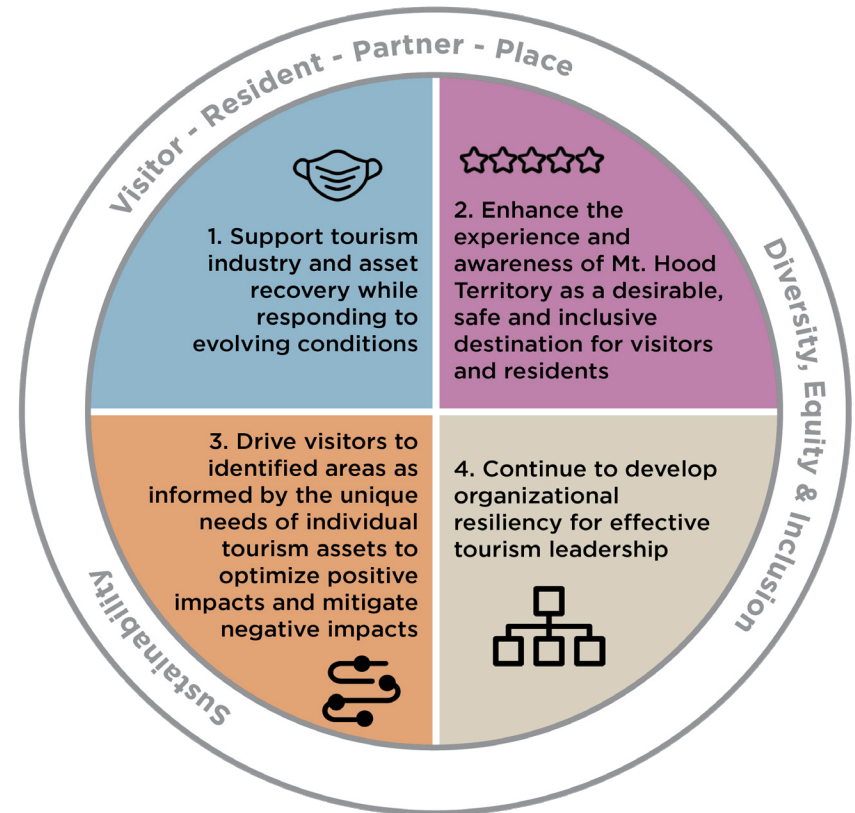 Visitor - Resident - Partner - Place
1. Support tourism
industry and asset
recovery while
responding to
evolving conditions
2. Enhance the
experience and
awareness of Mt. Hood
Territory as a desirable,
safe and inclusive
destination for visitors
and residents
3. Drive visitors to
identified areas as
informed by the unique
needs of individual
tourism assets to
optimize positive
impacts and mitigate
negative impacts
4. Continue to develop
organizational
resiliency for effective
tourism leadership
Diversity, Equity & Inclusion
Sustainability